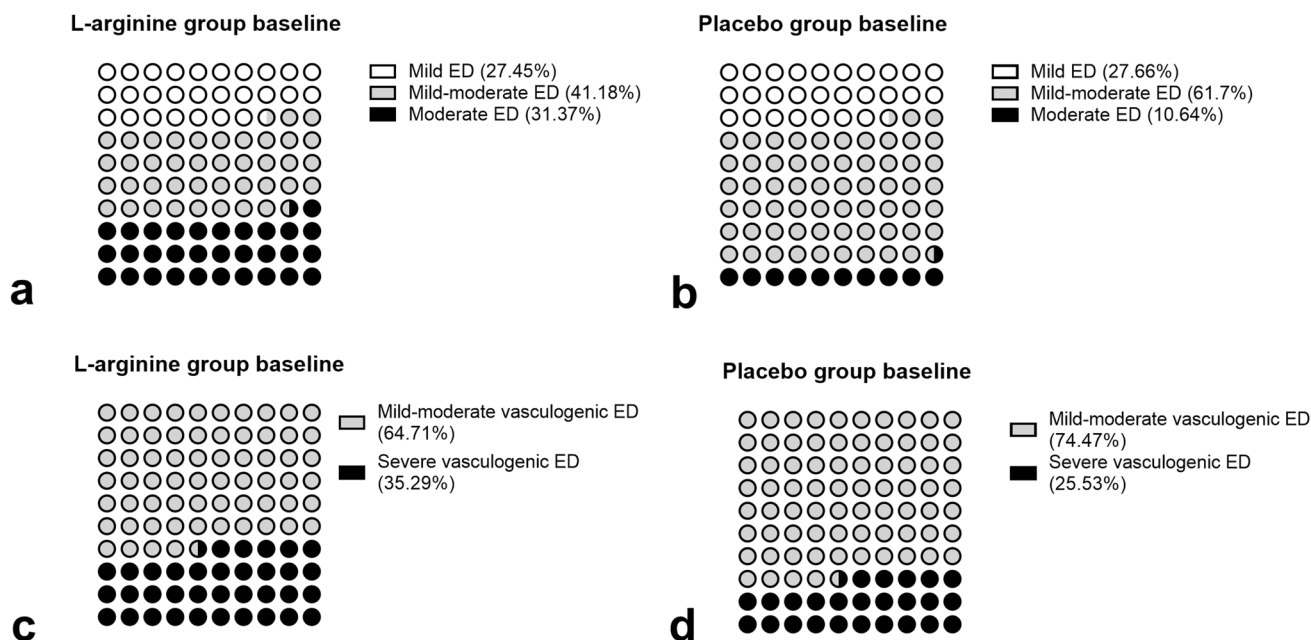 L-arginine group baseline
Mild ED (27.45%)
Mild-moderate ED (41.18%)
Moderate ED (31.37%)
a
Placebo group baseline
Mild ED (27.66%)
Mild-moderate ED (61.7%)
Moderate ED (10.64%)
b
L-arginine group baseline
Mild-moderate vasculogenic ED
(64.71%)
Severe vasculogenic ED
(35.29%)
c
Placebo group baseline
Mild-moderate vasculogenic ED
(74.47%)
Severe vasculogenic ED
(25.53%)
d